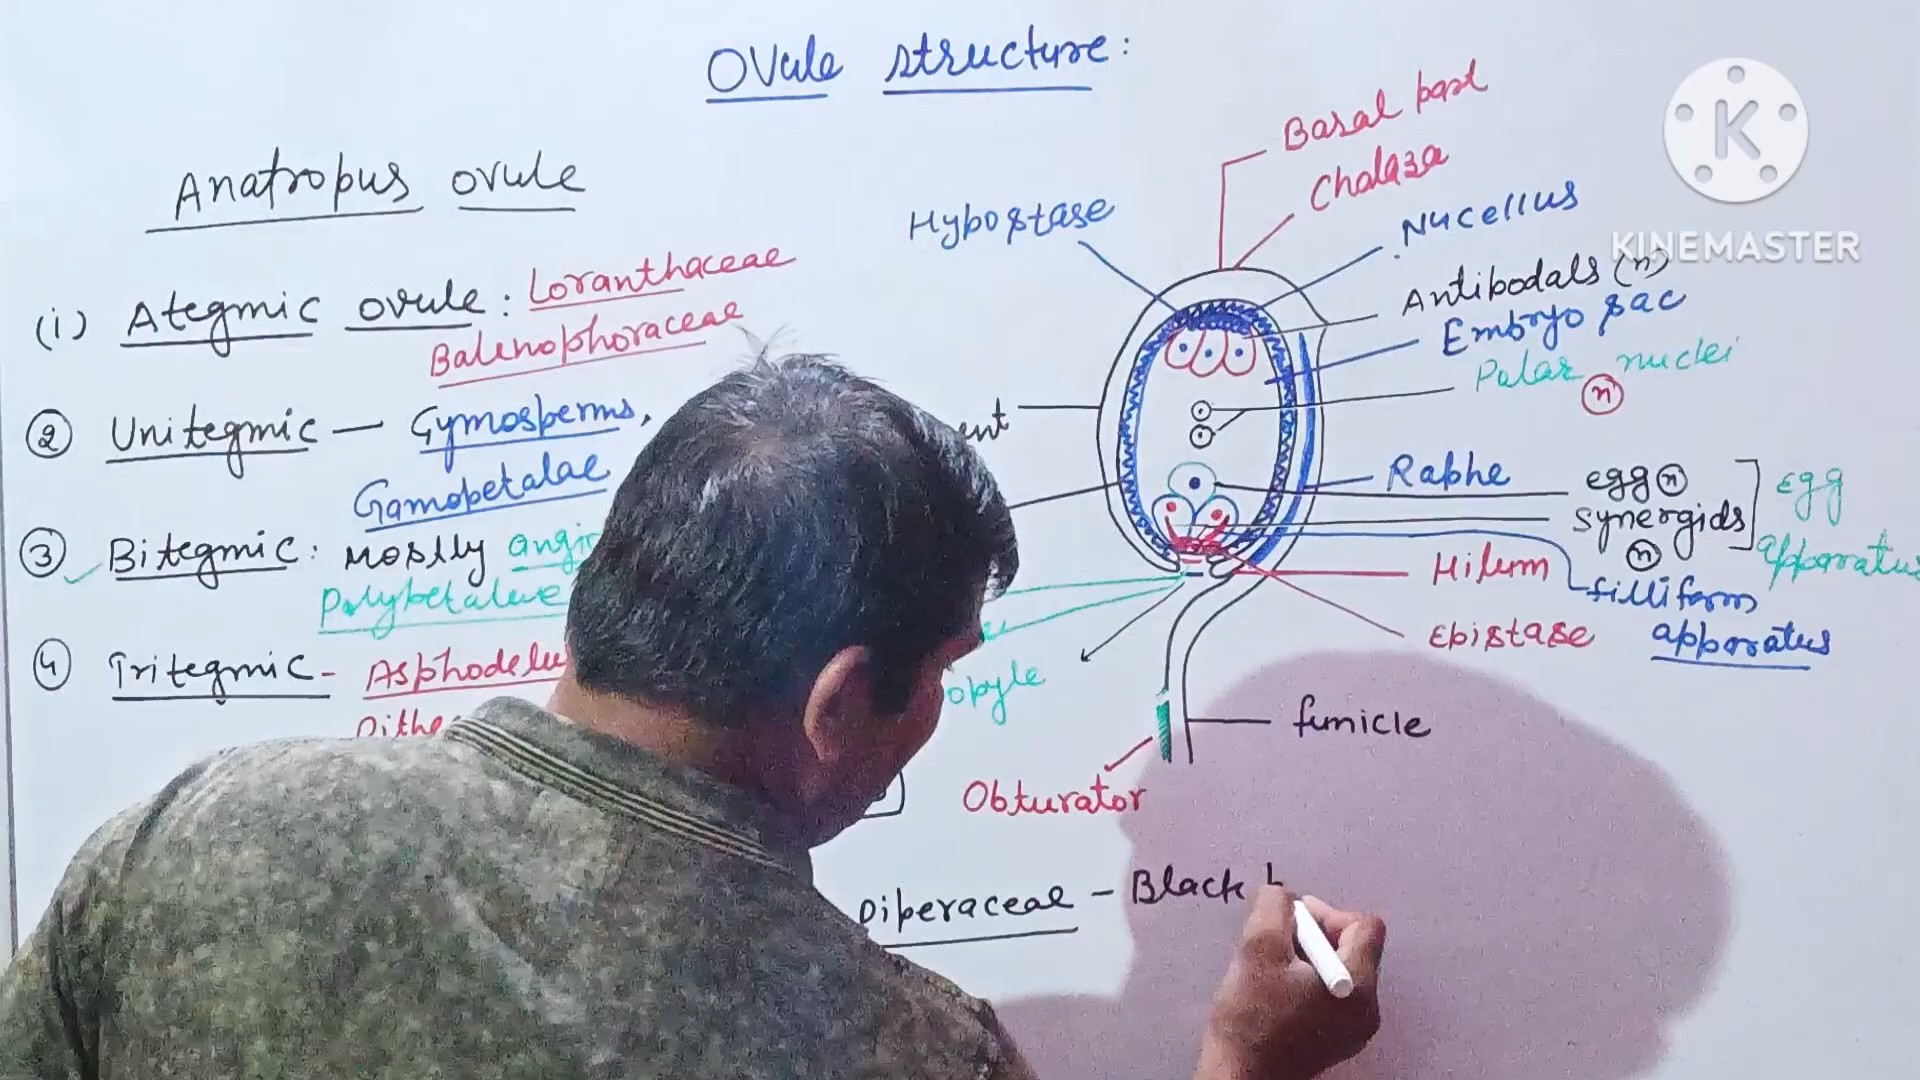 Ovule structure:
Anatropus ovule
(i) Ategmic ovule: Loranthaceae
Balenophoraceae
② Unitegmic — Gymosperms,
Gamopetalae
③ Bitegmic: mostly
Polypetalae
④ Tritegmic -
Basal part
Chalaza
Hypostase
Nucellus
Antipodals (n)
Embryo sac
Polar nuclei
n
Raphe
egg n
synergids
n
egg
apparatus
Hilum
filliform
apparatus
Epistase
funicle
Obturator
Piperaceae - Black
K
KINEMASTER